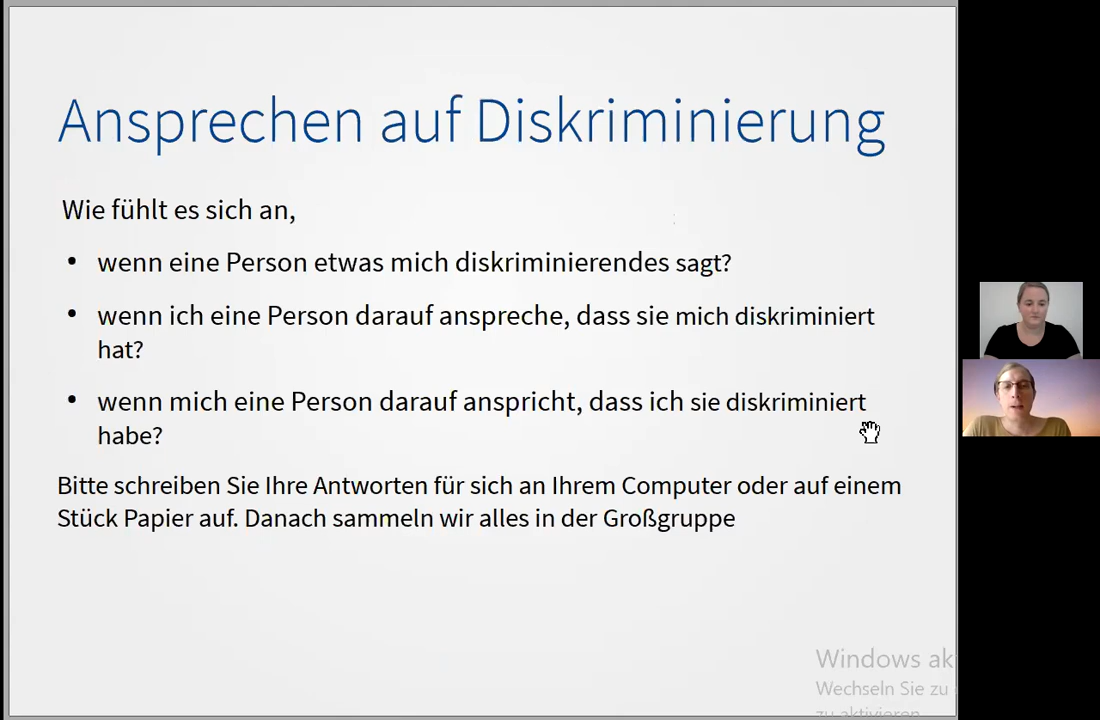 Ansprechen auf Diskriminierung
Wie fühlt es sich an,
• wenn eine Person etwas mich diskriminierendes sagt?
• wenn ich eine Person darauf anspreche, dass sie mich diskriminiert
hat?
• wenn mich eine Person darauf anspricht, dass ich sie diskriminiert
habe?
Bitte schreiben Sie Ihre Antworten für sich an Ihrem Computer oder auf einem
Stück Papier auf. Danach sammeln wir alles in der Großgruppe
Windows ak
Wechseln Sie zu
zu aktivieren